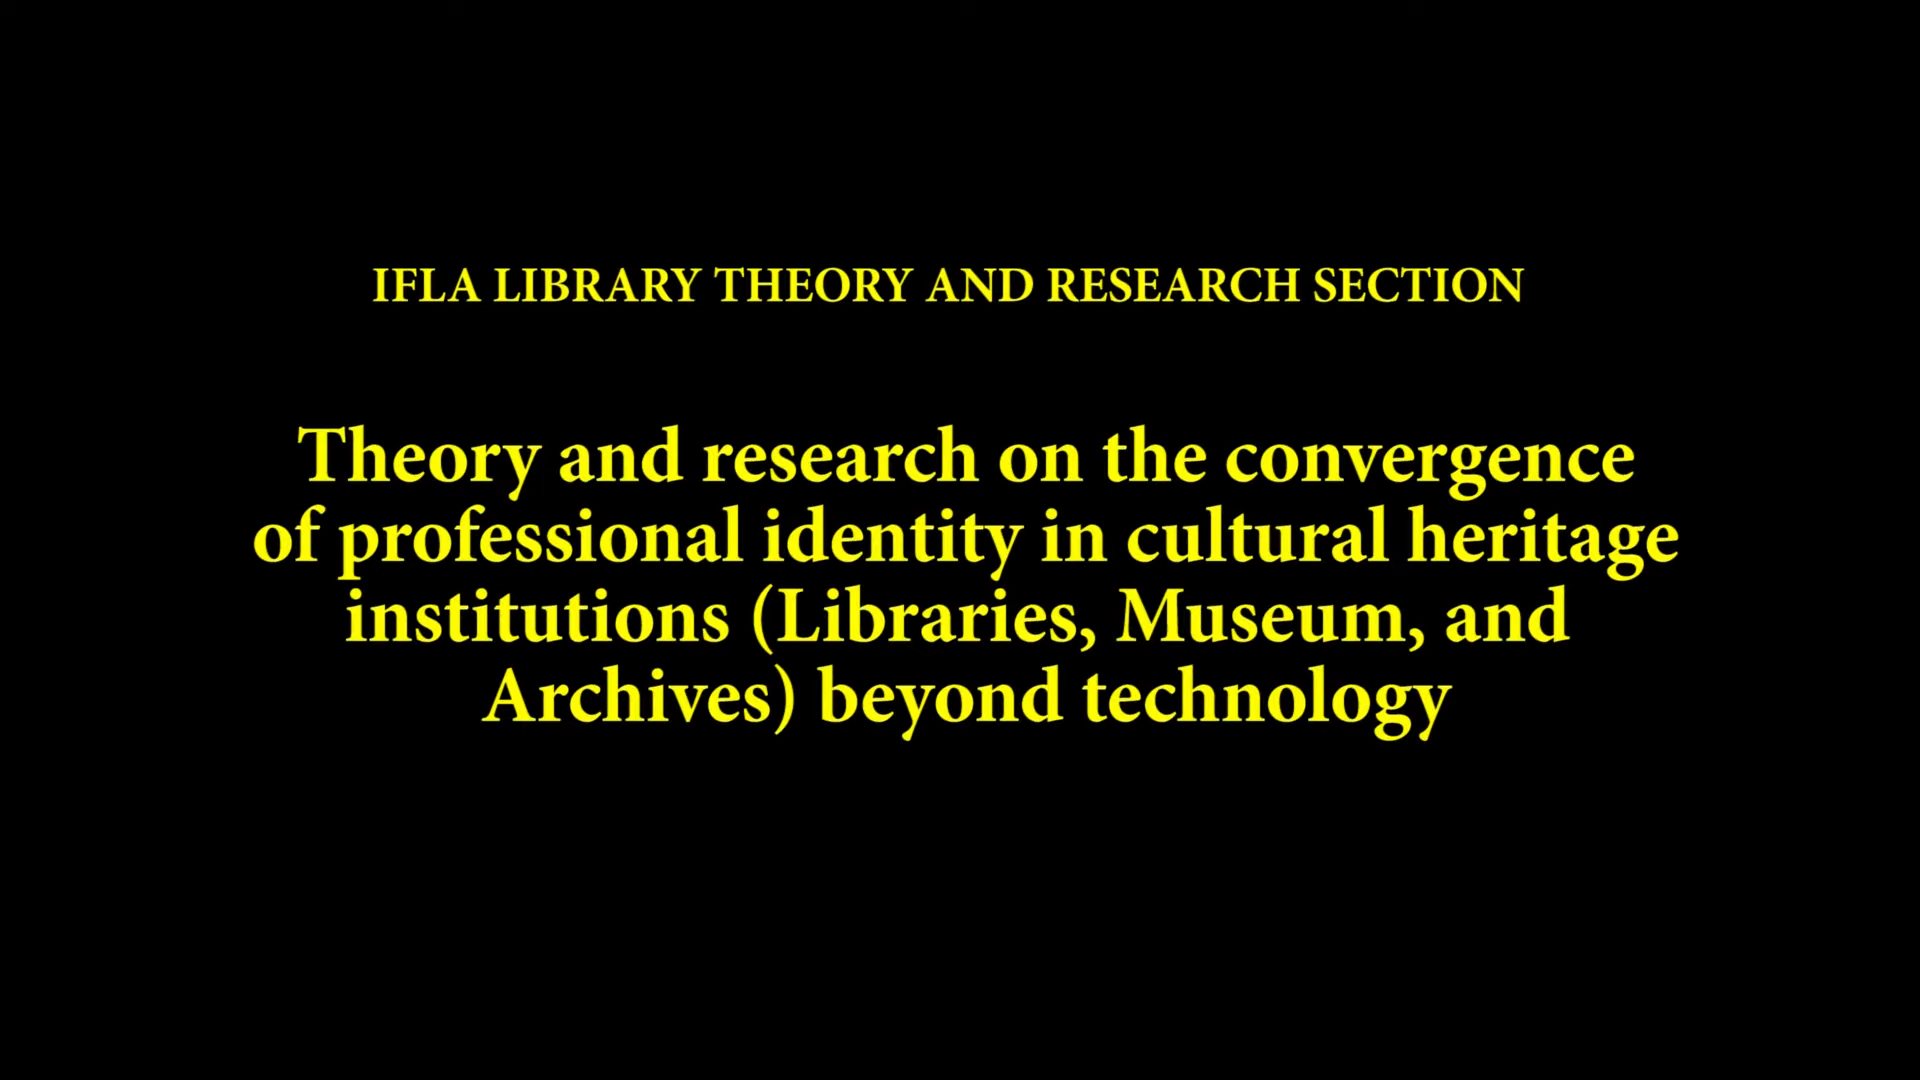 IFLA LIBRARY THEORY AND RESEARCH SECTION
Theory and research on the convergence
of professional identity in cultural heritage
institutions (Libraries, Museum, and
Archives) beyond technology